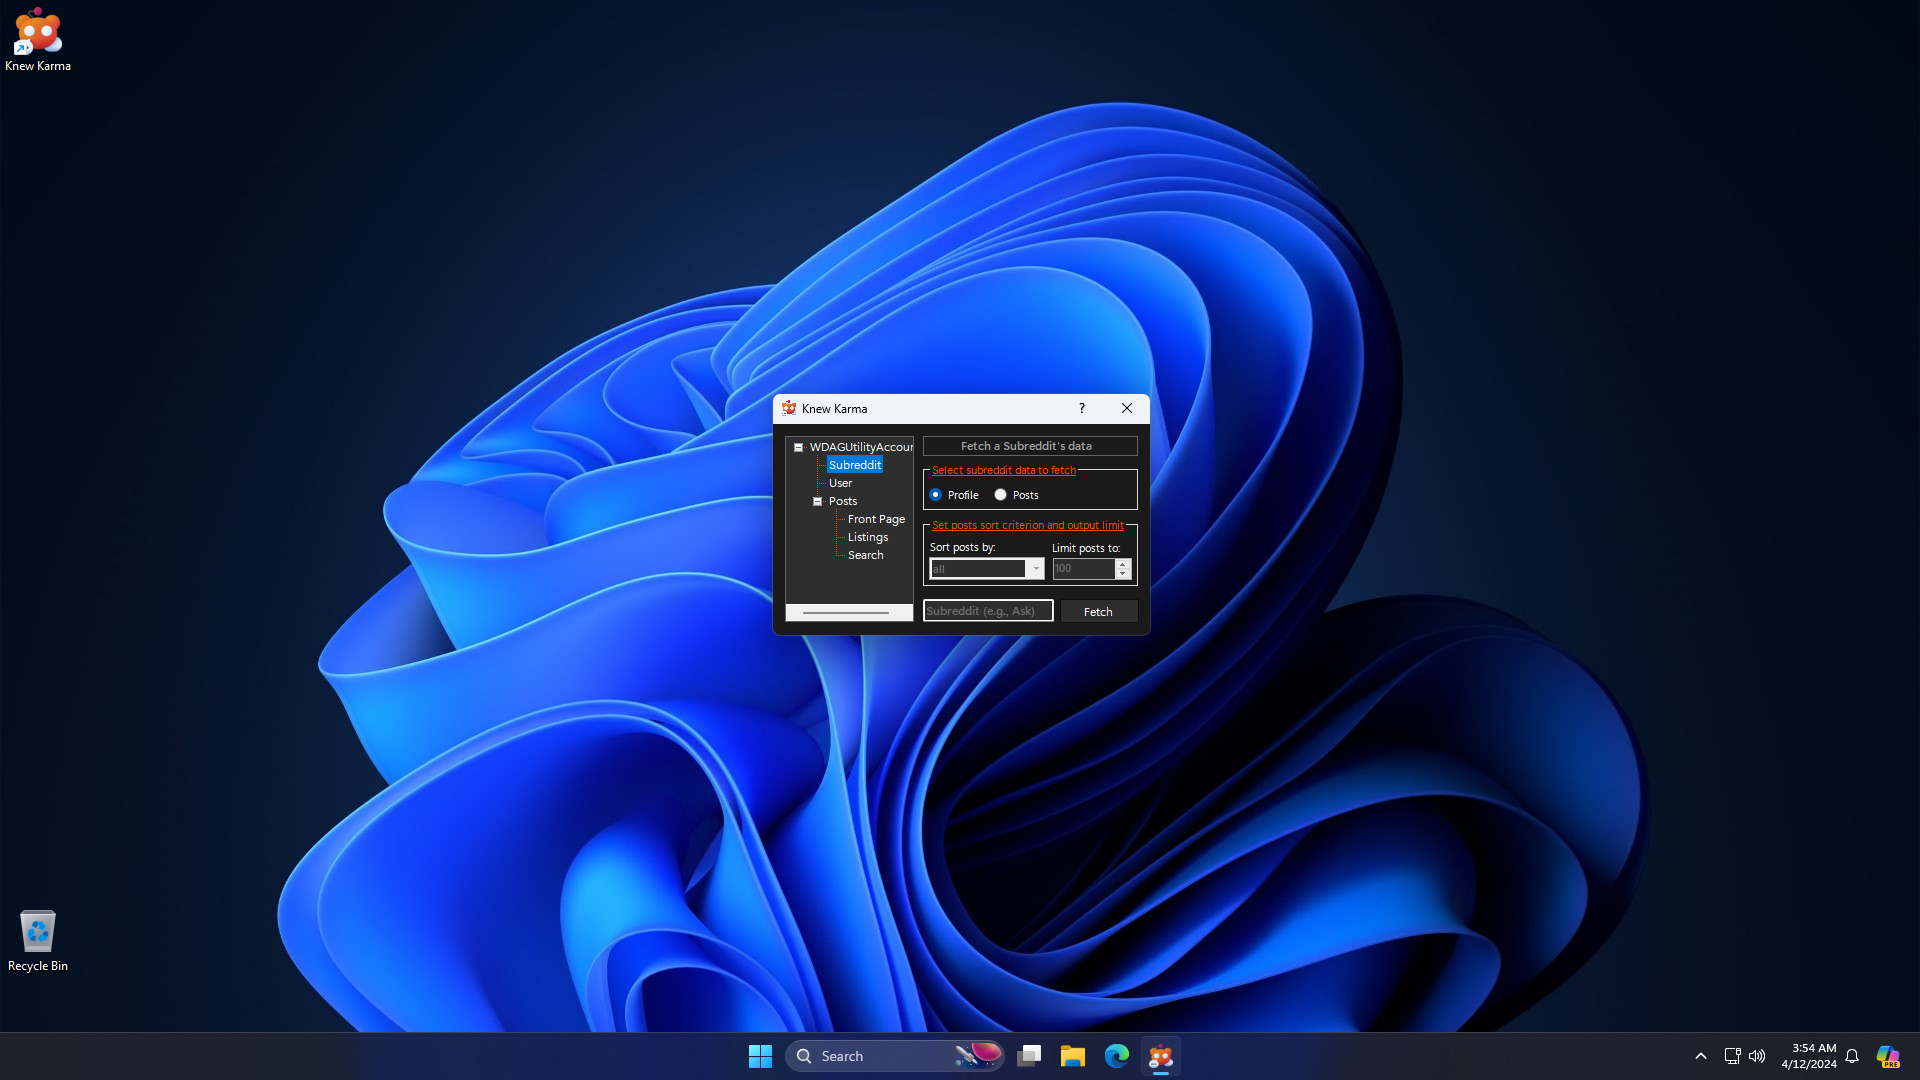 Knew Karma
Knew Karma
?
WDAGUtilityAccoun
Subreddit
User
Posts
Front Page
Listings
Search
Fetch a Subreddit's data
Select subreddit data to fetch
Profile
Posts
Set posts sort criterion and output limit
Sort posts by:
Limit posts to:
all
100
Subreddit (e.g., Ask)
Fetch
Recycle Bin
Search
3:54 AM
4/12/2024
PRE